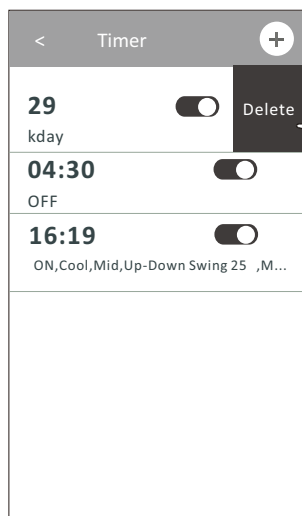 < Timer +
29 Delete
kday
04:30
OFF
16:19
ON,Cool,Mid,Up-Down Swing 25 ,M...